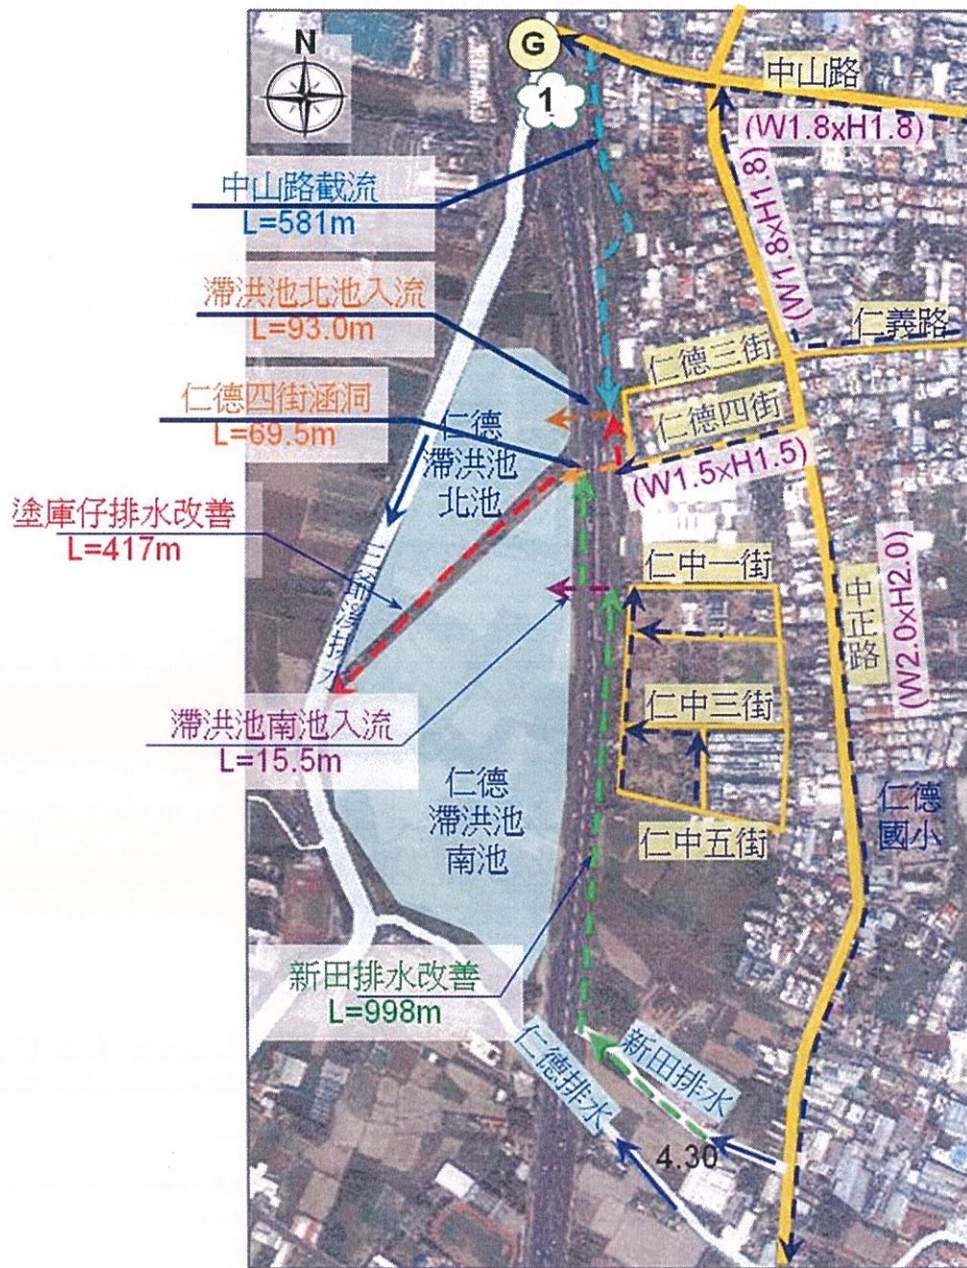 N
G
1
中山路
(W1.8xH1.8)
(W1.8xH1.8)
中山路截流
L=581m
滯洪池北池入流
L=93.0m
仁義路
仁德三街
仁德四街涵洞
L=69.5m
仁德四街
仁德
滯洪池
北池
(W1.5xH1.5)
塗庫仔排水改善
L=417m
仁中一街
中正路
(W2.0xH2.0)
三爺溪排水
滯洪池南池入流
L=15.5m
仁中三街
仁德
滯洪池
南池
仁德
國小
仁中五街
新田排水改善
L=998m
仁德排水
新田排水
4.30